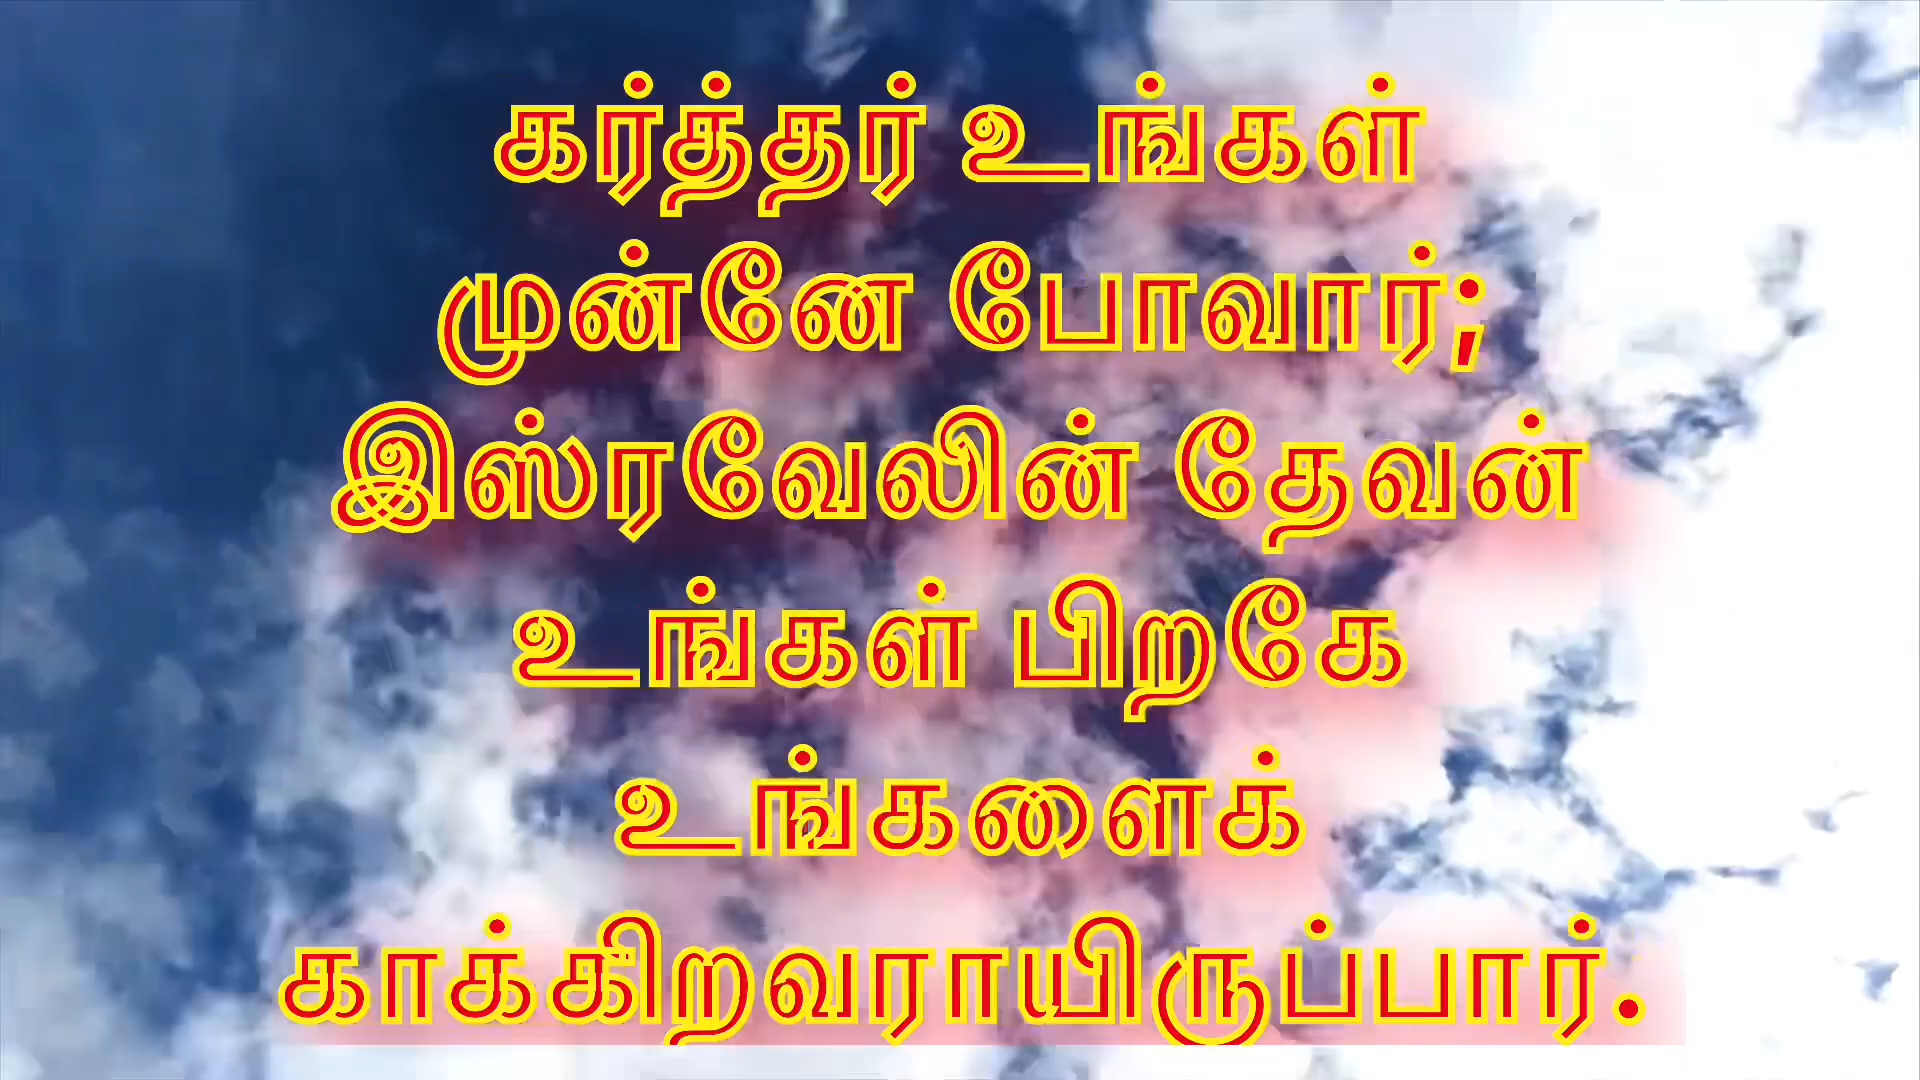 கர்த்தர் உங்கள்
முன்னே போவார்;
இஸ்ரவேலின் தேவன்
உங்கள் பிறகே
உங்களைக்
காக்கிறவராயிருப்பார்.